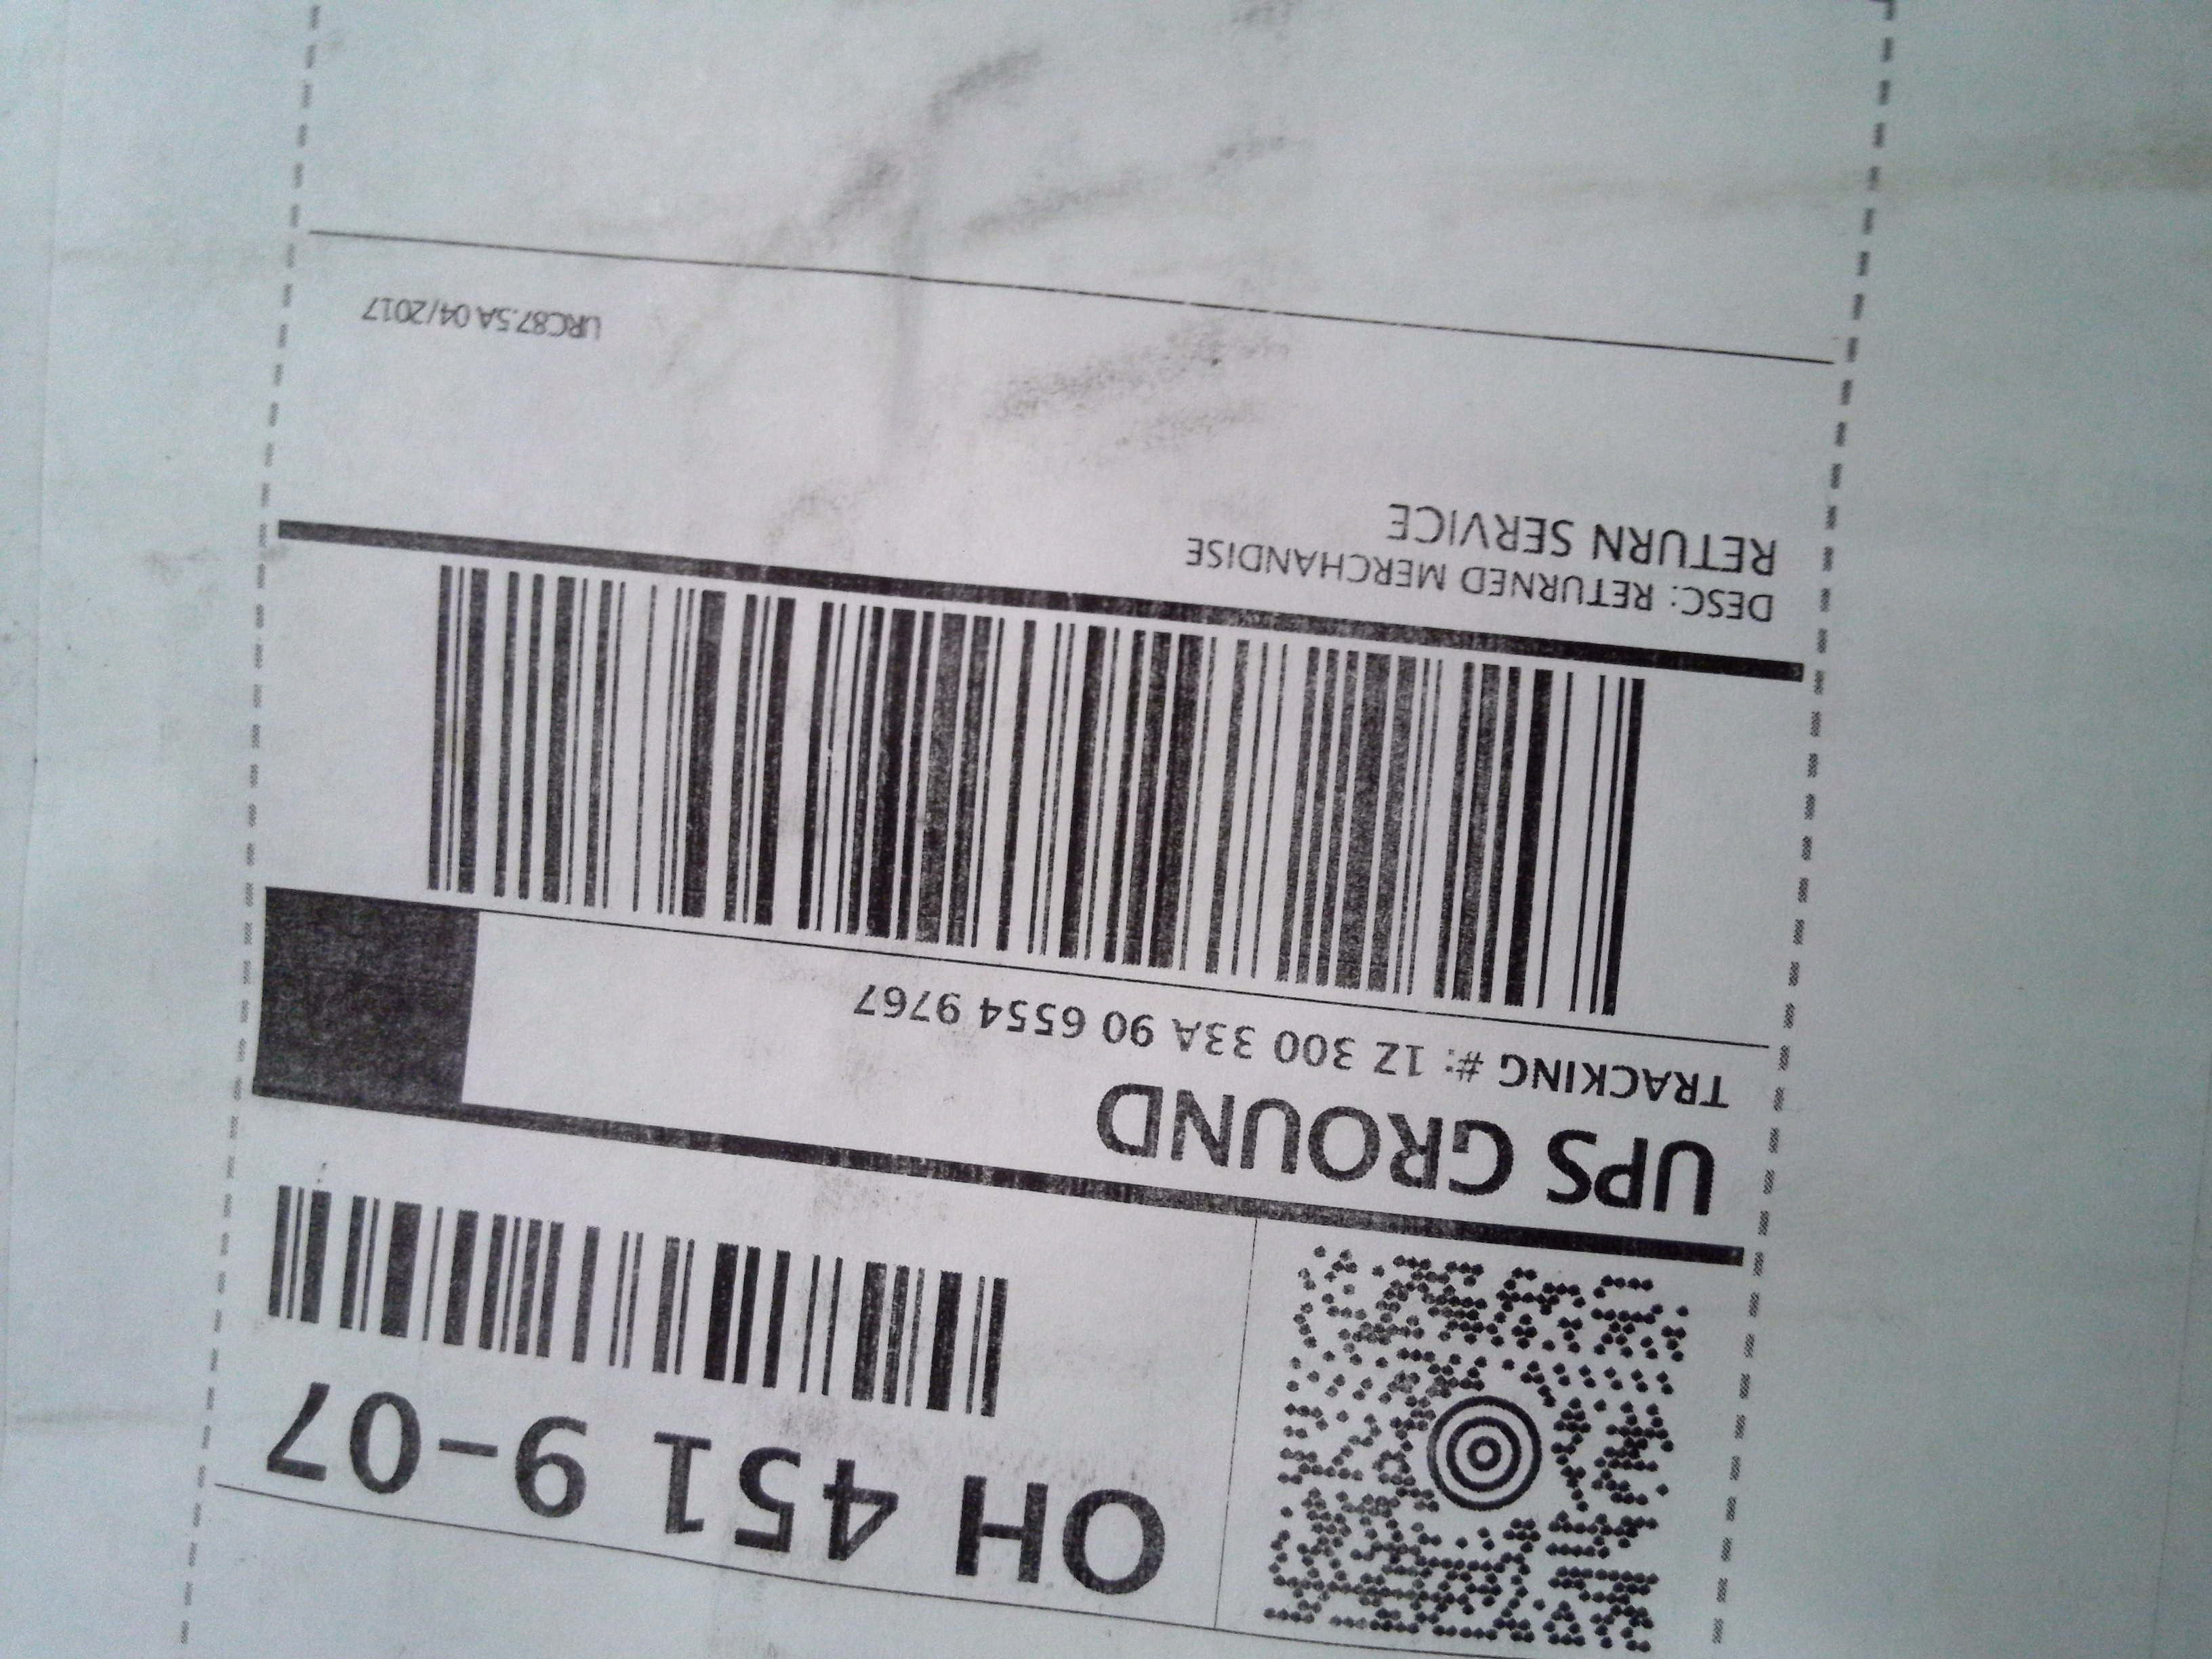 OH 451 9-07
UPS GROUND
TRACKING #: 1Z 300 33A 90 6554 9767
DESC: RETURNED MERCHANDISE
RETURN SERVICE
URC87.5A 04/2017